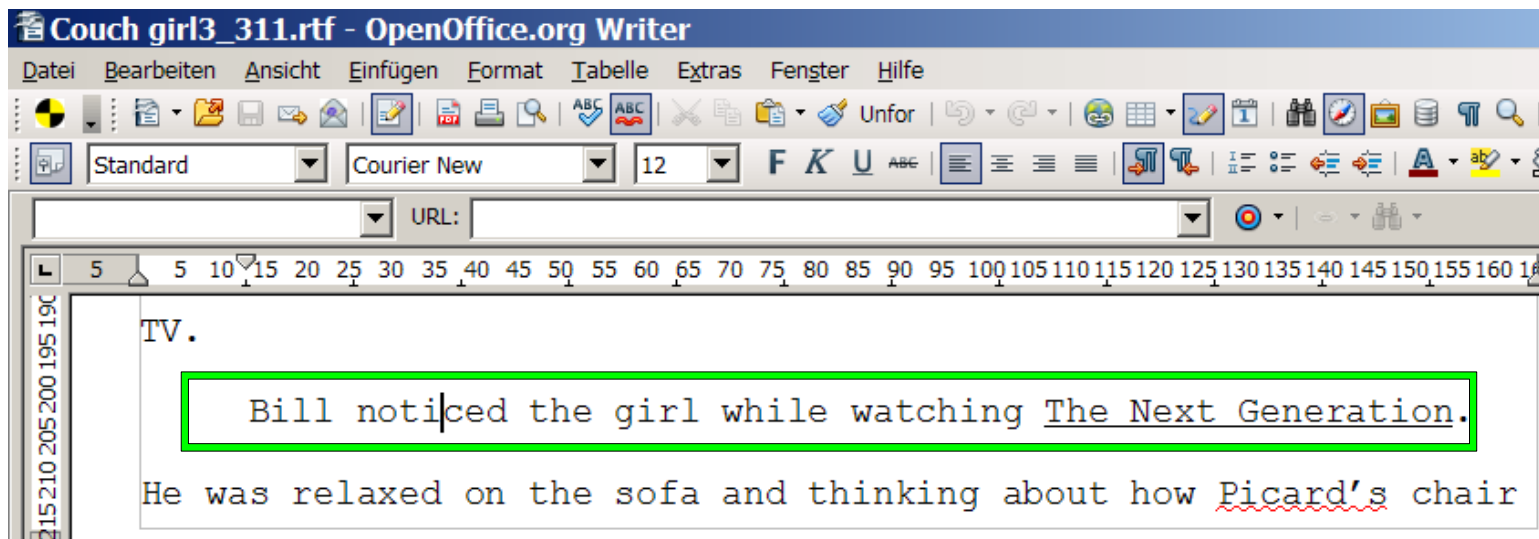 Couch girl3_311.rtf - OpenOffice.org Writer
Datei Bearbeiten Ansicht Einfügen Format Tabelle Extras Fenster Hilfe
ABC ABC Unfor
Standard Courier New 12 F K U ABC A ab
URL:
5 5 10 15 20 25 30 35 40 45 50 55 60 65 70 75 80 85 90 95 100 105 110 115 120 125 130 135 140 145 150 155 160
190 195 200 205 210 215
TV.
Bill noticed the girl while watching The Next Generation.
He was relaxed on the sofa and thinking about how Picard's chair